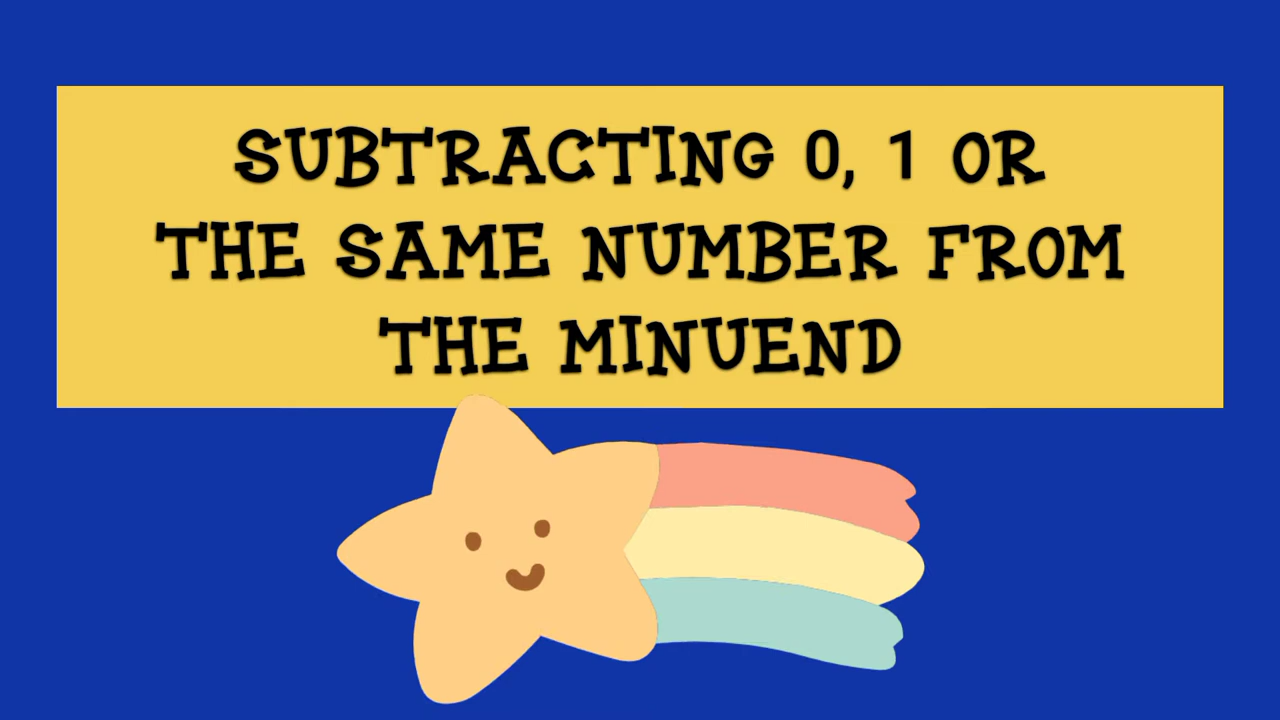 SUBTRACTING 0, 1 OR
THE SAME NUMBER FROM
THE MINUEND